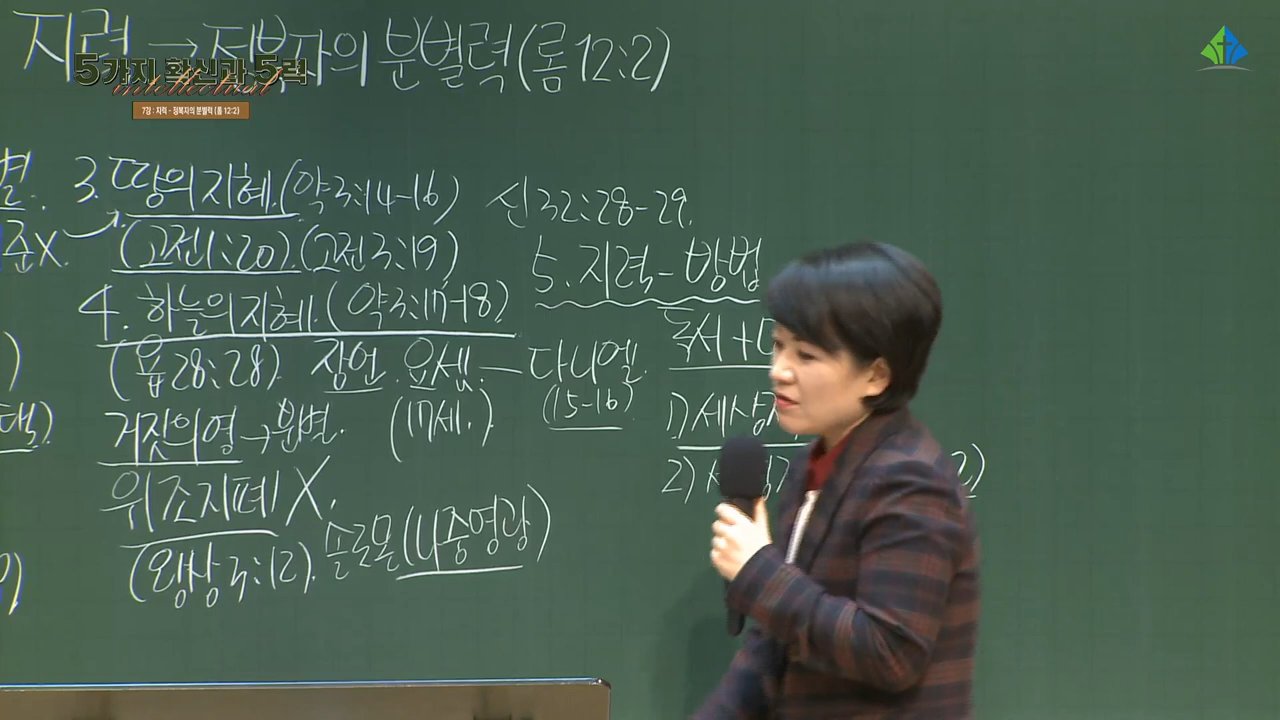 지력 → 정복자의 분별력(롬 12:2)
5가지 확신과 5력
intellectual
7강 : 지력 - 정복자의 분별력 (롬 12:2)
별.
준X.
3. 땅의 지혜.(약 3:14-16)
(고전1:20).(고전3:19)
4. 하늘의 지혜.(약3:17-18)
(욥 28:28) 잠언. 요셉. — 다니엘.
(17세.) (15-16)
거짓의 영 → 분별.
위조지폐 X.
(왕상 3:12). 솔로몬(나중영광)
신 32:28-29.
5. 지력 - 방법
독서 +
1) 세상
2)